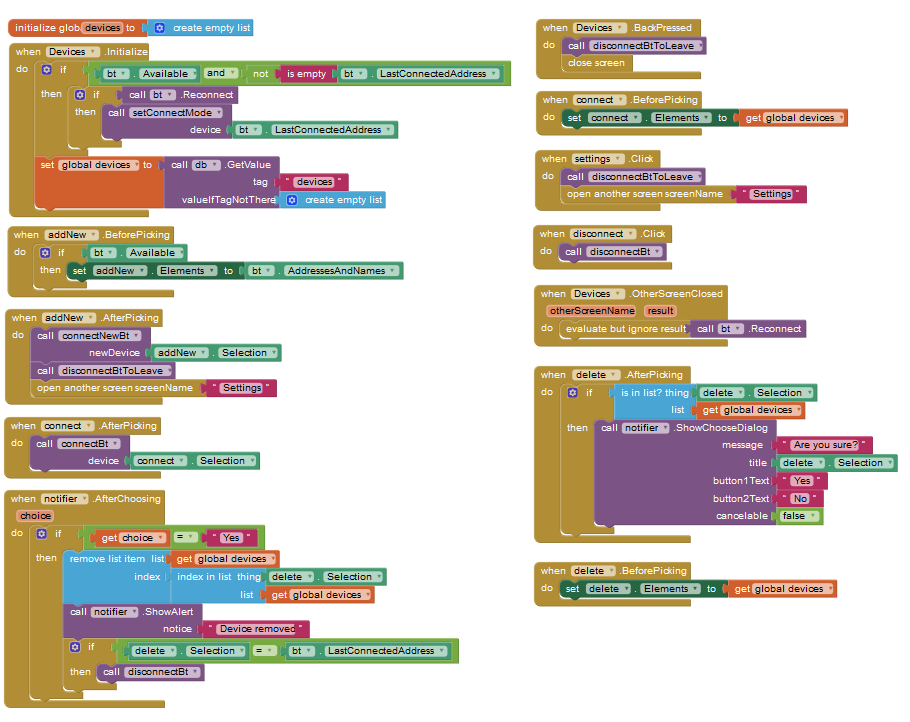 initialize global devices to create empty list
when Devices .Initialize
do if bt . Available and not is empty bt . LastConnectedAddress
then if call bt .Reconnect
then call setConnectMode
device bt . LastConnectedAddress
set global devices to call db .GetValue
tag " devices "
valueIfTagNotThere create empty list
when addNew .BeforePicking
do if bt . Available
then set addNew . Elements to bt . AddressesAndNames
when addNew .AfterPicking
do call connectNewBt
newDevice addNew . Selection
call disconnectBtToLeave
open another screen screenName " Settings "
when connect .AfterPicking
do call connectBt
device connect . Selection
when notifier .AfterChoosing
choice
do if get choice = " Yes "
then remove list item list get global devices
index index in list thing delete . Selection
list get global devices
call notifier .ShowAlert
notice " Device removed "
if delete . Selection = bt . LastConnectedAddress
then call disconnectBt
when Devices .BackPressed
do call disconnectBtToLeave
close screen
when connect .BeforePicking
do set connect . Elements to get global devices
when settings .Click
do call disconnectBtToLeave
open another screen screenName " Settings "
when disconnect .Click
do call disconnectBt
when Devices .OtherScreenClosed
otherScreenName result
do evaluate but ignore result call bt .Reconnect
when delete .AfterPicking
do if is in list? thing delete . Selection
list get global devices
then call notifier .ShowChooseDialog
message " Are you sure? "
title delete . Selection
button1Text " Yes "
button2Text " No "
cancelable false
when delete .BeforePicking
do set delete . Elements to get global devices